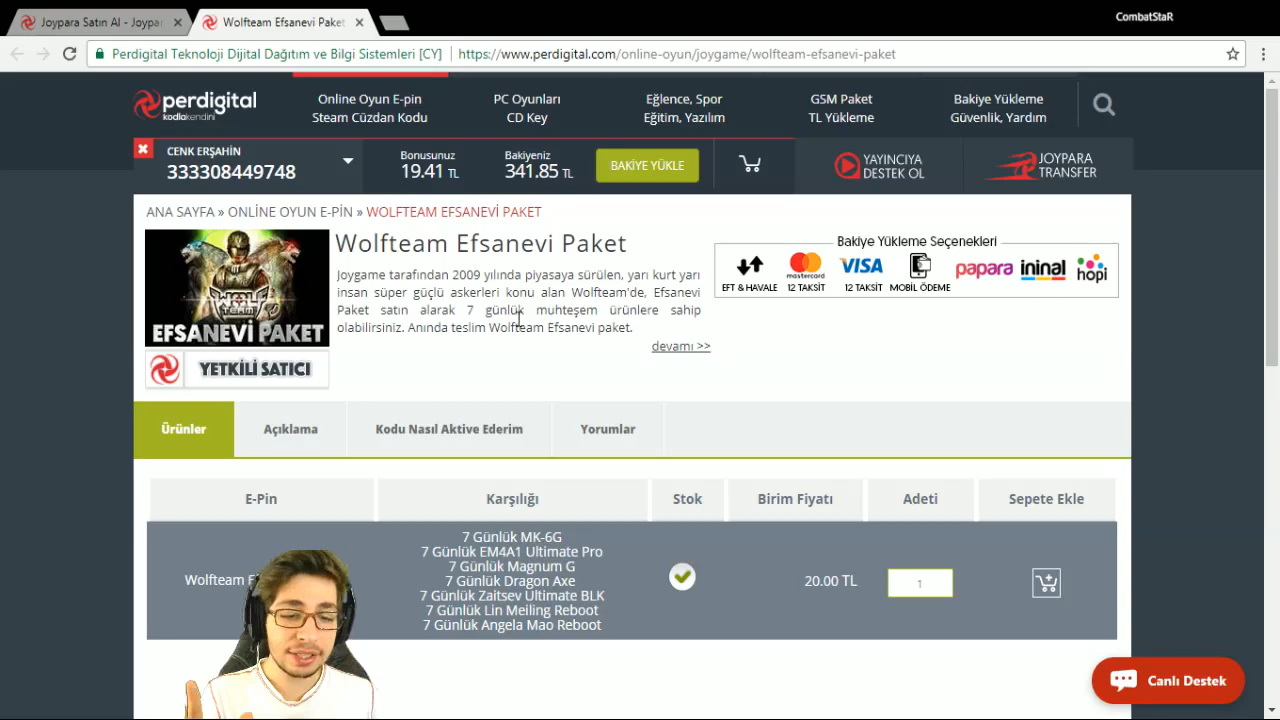 Joypara Satın Al - Joypar
Wolfteam Efsanevi Paket
CombatStaR
Perdigital Teknoloji Dijital Dağıtım ve Bilgi Sistemleri [CY]
https://www.perdigital.com/online-oyun/joygame/wolfteam-efsanevi-paket
perdigital
kodlakendini
Online Oyun E-pin
Steam Cüzdan Kodu
PC Oyunları
CD Key
Eğlence, Spor
Eğitim, Yazılım
GSM Paket
TL Yükleme
Bakiye Yükleme
Güvenlik, Yardım
CENK ERŞAHİN
333308449748
Bonusunuz
19.41 TL
Bakiyeniz
341.85 TL
BAKİYE YÜKLE
YAYINCIYA
DESTEK OL
JOYPARA
TRANSFER
ANA SAYFA » ONLİNE OYUN E-PİN » WOLFTEAM EFSANEVİ PAKET
WOLF
TEAM
EFSANEVİ PAKET
YETKİLİ SATICI
Wolfteam Efsanevi Paket
Joygame tarafından 2009 yılında piyasaya sürülen, yarı kurt yarı
insan süper güçlü askerleri konu alan Wolfteam'de, Efsanevi
Paket satın alarak 7 günlük muhteşem ürünlere sahip
olabilirsiniz. Anında teslim Wolfteam Efsanevi paket.
devamı >>
Bakiye Yükleme Seçenekleri
EFT & HAVALE
mastercard
12 TAKSİT
VISA
12 TAKSİT
MOBİL ÖDEME
papara
ininal
hopi
Ürünler
Açıklama
Kodu Nasıl Aktive Ederim
Yorumlar
E-Pin
Karşılığı
Stok
Birim Fiyatı
Adeti
Sepete Ekle
Wolfteam
7 Günlük MK-6G
7 Günlük EM4A1 Ultimate Pro
7 Günlük Magnum G
7 Günlük Dragon Axe
7 Günlük Zaitsev Ultimate BLK
7 Günlük Lin Meiling Reboot
7 Günlük Angela Mao Reboot
20.00 TL
1
Canlı Destek